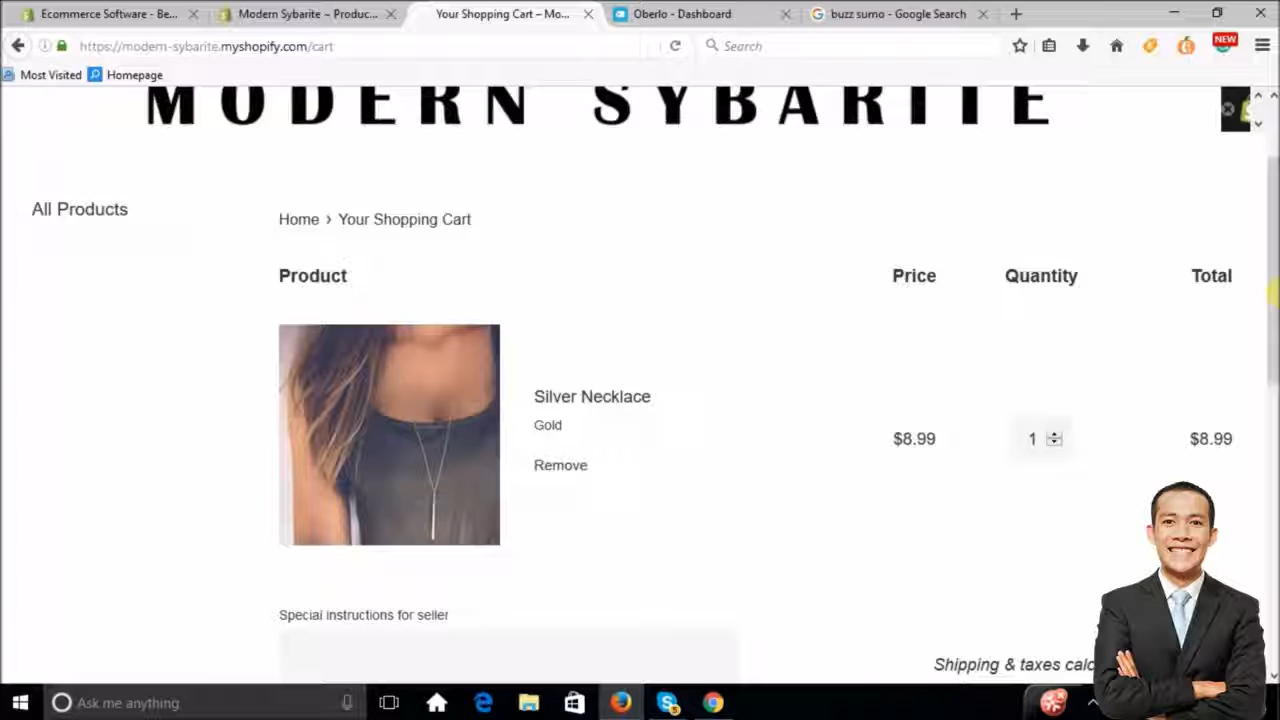 Ecommerce Software - Be...
Modern Sybarite ~ Produc...
Your Shopping Cart – Mo...
Oberlo - Dashboard
buzz sumo - Google Search
https://modern-sybarite.myshopify.com/cart
Search
NEW
Most Visited
Homepage
MODERN SYBARITE
All Products
Home › Your Shopping Cart
Product
Price
Quantity
Total
Silver Necklace
Gold
Remove
$8.99
1
$8.99
Special instructions for seller
Shipping & taxes calc
Ask me anything
5